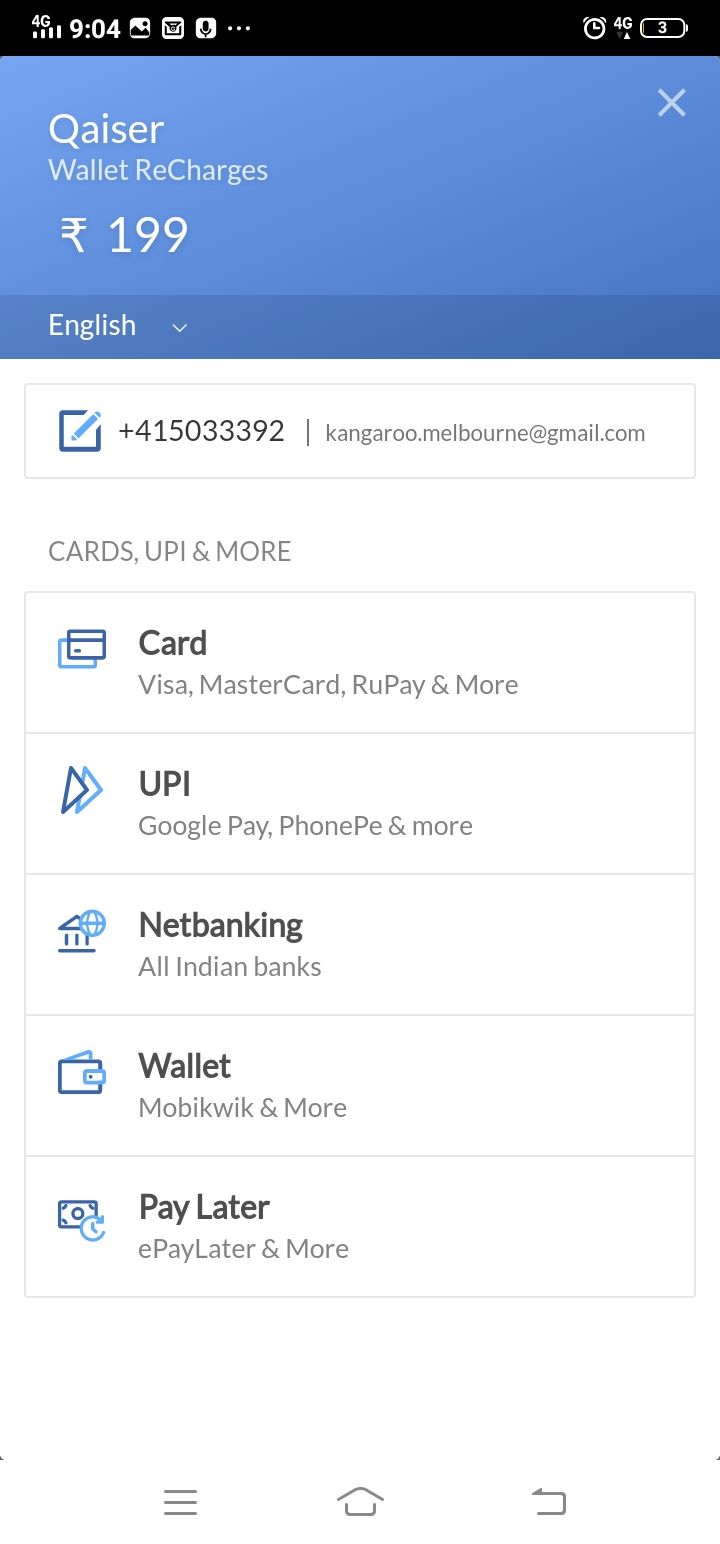 4G 9:04 ... 4G 3
Qaiser
Wallet ReCharges
₹ 199
English
+415033392 | kangaroo.melbourne@gmail.com
CARDS, UPI & MORE
Card
Visa, MasterCard, RuPay & More
UPI
Google Pay, PhonePe & more
Netbanking
All Indian banks
Wallet
Mobikwik & More
Pay Later
ePayLater & More